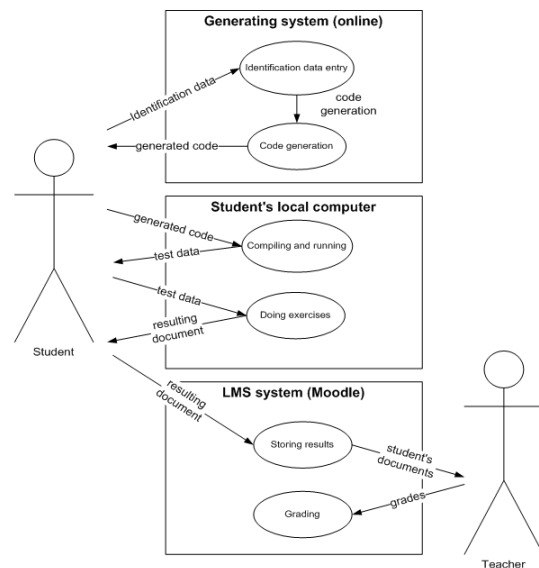 Generating system (online)
Identification data entry
Identification data
code
generation
generated code
Code generation
Student's local computer
generated code
Compiling and running
test data
test data
Doing exercises
resulting
document
Student
LMS system (Moodle)
resulting
document
Storing results
student's
documents
grades
Grading
Teacher